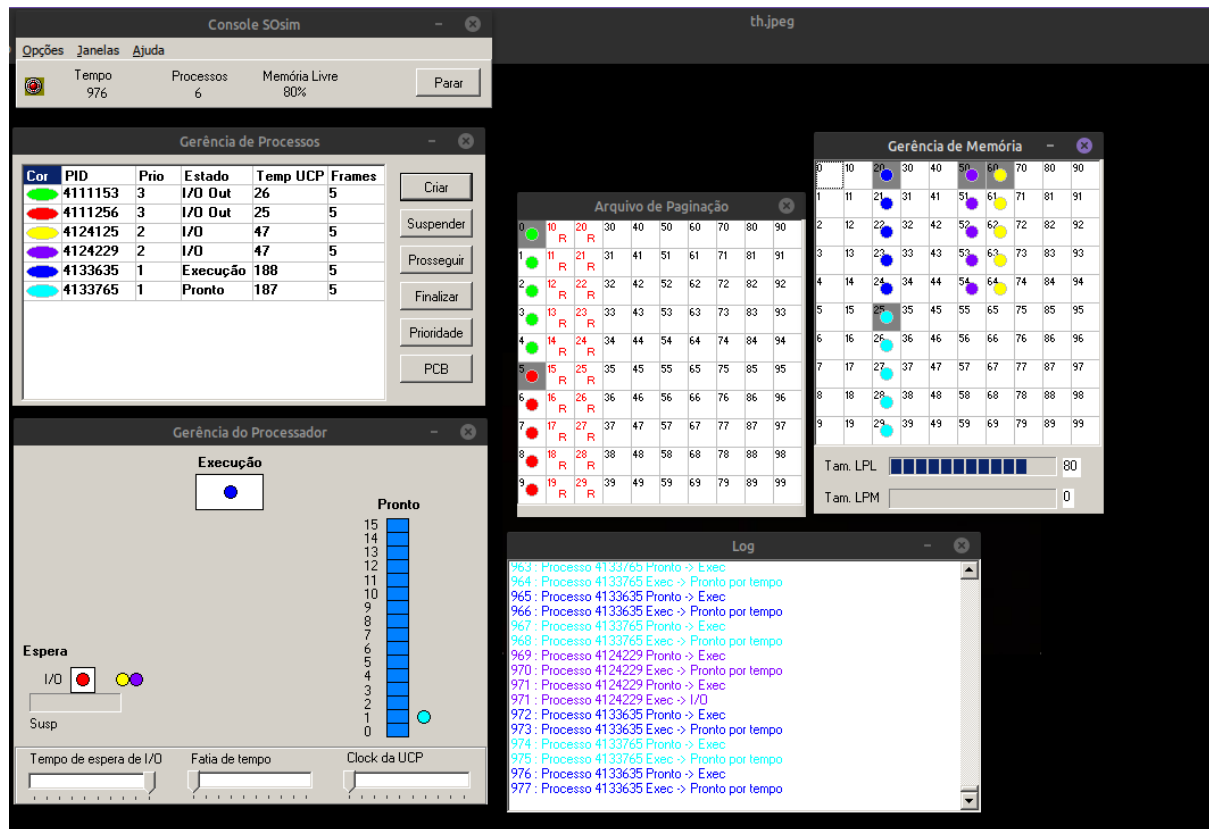 Console SOsim
th.jpeg
Opções Janelas Ajuda
Tempo Processos Memória Livre
976 6 80%
Parar
Gerência de Processos
Cor PID Prio Estado Temp UCP Frames
4111153 3 I/O Out 26 5
4111256 3 I/O Out 25 5
4124125 2 I/O 47 5
4124229 2 I/O 47 5
4133635 1 Execução 188 5
4133765 1 Pronto 187 5
Criar
Suspender
Prosseguir
Finalizar
Prioridade
PCB
Arquivo de Paginação
0 10 R 20 R 30 40 50 60 70 80 90
1 11 R 21 R 31 41 51 61 71 81 91
2 12 R 22 R 32 42 52 62 72 82 92
3 13 R 23 R 33 43 53 63 73 83 93
4 14 R 24 R 34 44 54 64 74 84 94
5 15 R 25 R 35 45 55 65 75 85 95
6 16 R 26 R 36 46 56 66 76 86 96
7 17 R 27 R 37 47 57 67 77 87 97
8 18 R 28 R 38 48 58 68 78 88 98
9 19 R 29 R 39 49 59 69 79 89 99
Gerência de Memória
0 10 20 30 40 50 60 70 80 90
1 11 21 31 41 51 61 71 81 91
2 12 22 32 42 52 62 72 82 92
3 13 23 33 43 53 63 73 83 93
4 14 24 34 44 54 64 74 84 94
5 15 25 35 45 55 65 75 85 95
6 16 26 36 46 56 66 76 86 96
7 17 27 37 47 57 67 77 87 97
8 18 28 38 48 58 68 78 88 98
9 19 29 39 49 59 69 79 89 99
Tam. LPL 80
Tam. LPM 0
Gerência do Processador
Execução
Pronto
15
14
13
12
11
10
9
8
7
6
5
4
3
2
1
0
Espera
I/O
Susp
Tempo de espera de I/O Fatia de tempo Clock da UCP
Log
963 : Processo 4133765 Pronto -> Exec
964 : Processo 4133765 Exec -> Pronto por tempo
965 : Processo 4133635 Pronto -> Exec
966 : Processo 4133635 Exec -> Pronto por tempo
967 : Processo 4133765 Pronto -> Exec
968 : Processo 4133765 Exec -> Pronto por tempo
969 : Processo 4124229 Pronto -> Exec
970 : Processo 4124229 Exec -> Pronto por tempo
971 : Processo 4124229 Pronto -> Exec
971 : Processo 4124229 Exec -> I/O
972 : Processo 4133635 Pronto -> Exec
973 : Processo 4133635 Exec -> Pronto por tempo
974 : Processo 4133765 Pronto -> Exec
975 : Processo 4133765 Exec -> Pronto por tempo
976 : Processo 4133635 Pronto -> Exec
977 : Processo 4133635 Exec -> Pronto por tempo